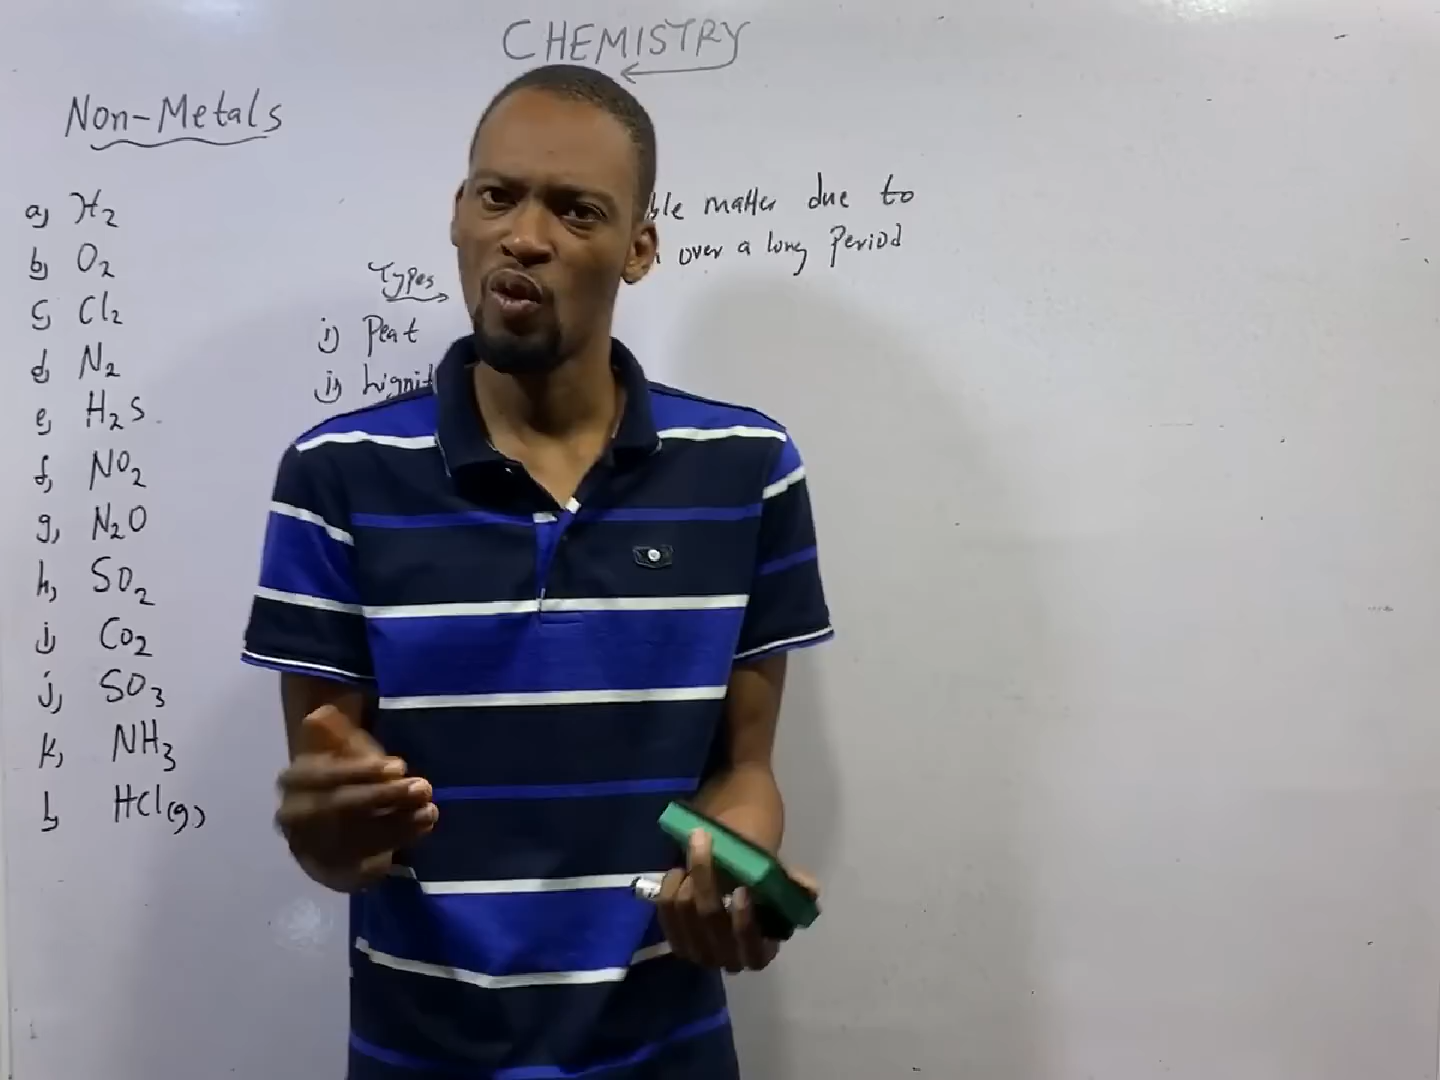 CHEMISTRY
Non-Metals
a, H2
b, O2
c, Cl2
d, N2
e, H2S
f, NO2
g, N2O
h, SO2
i, CO2
j, SO3
k, NH3
l, HCl(g)
matter due to
over a long Period
Types
i) Peat
ii)